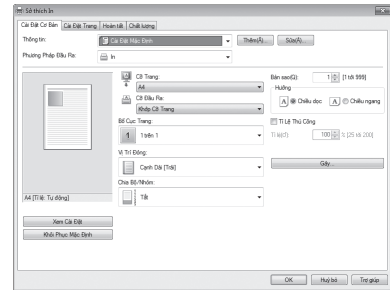 Sở thích In
Cài Đặt Cơ Bản Cài Đặt Trang Hoàn tất Chất lượng
Thông tin: Cài Đặt Mặc Định Thêm(A)... Sửa(A)...
Phương Pháp Đầu Ra: In
Cỡ Trang:
A4
Cỡ Đầu Ra:
Khớp Cỡ Trang
Bố Cục Trang:
1 1 trên 1
Vị Trí Đóng:
Cạnh Dài [Trái]
Chia Bộ/Nhóm:
Tắt
Bản sao(Q): 1 [1 tới 999]
Hướng
A Chiều dọc A Chiều ngang
Tỉ Lệ Thủ Công
Tỉ lệ(I): 100 % [25 tới 200]
Gáy...
A4 [Tỉ lệ: Tự động]
Xem Cài Đặt
Khôi Phục Mặc Định
OK Huỷ bỏ Trợ giúp